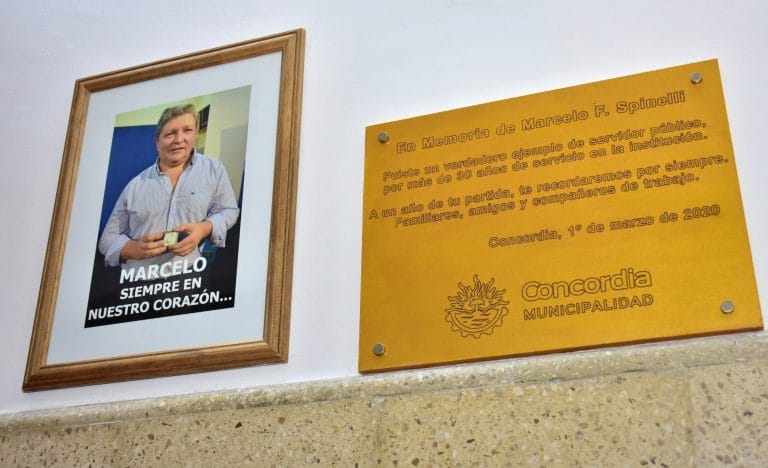 MARCELO
SIEMPRE EN
NUESTRO CORAZÓN...
En Memoria de Marcelo F. Spinelli
Fuiste un verdadero ejemplo de servidor público,
por más de 30 años de servicio en la institución.
A un año de tu partida, te recordaremos por siempre.
Familiares, amigos y compañeros de trabajo.
Concordia, 1º de marzo de 2020
Concordia
MUNICIPALIDAD